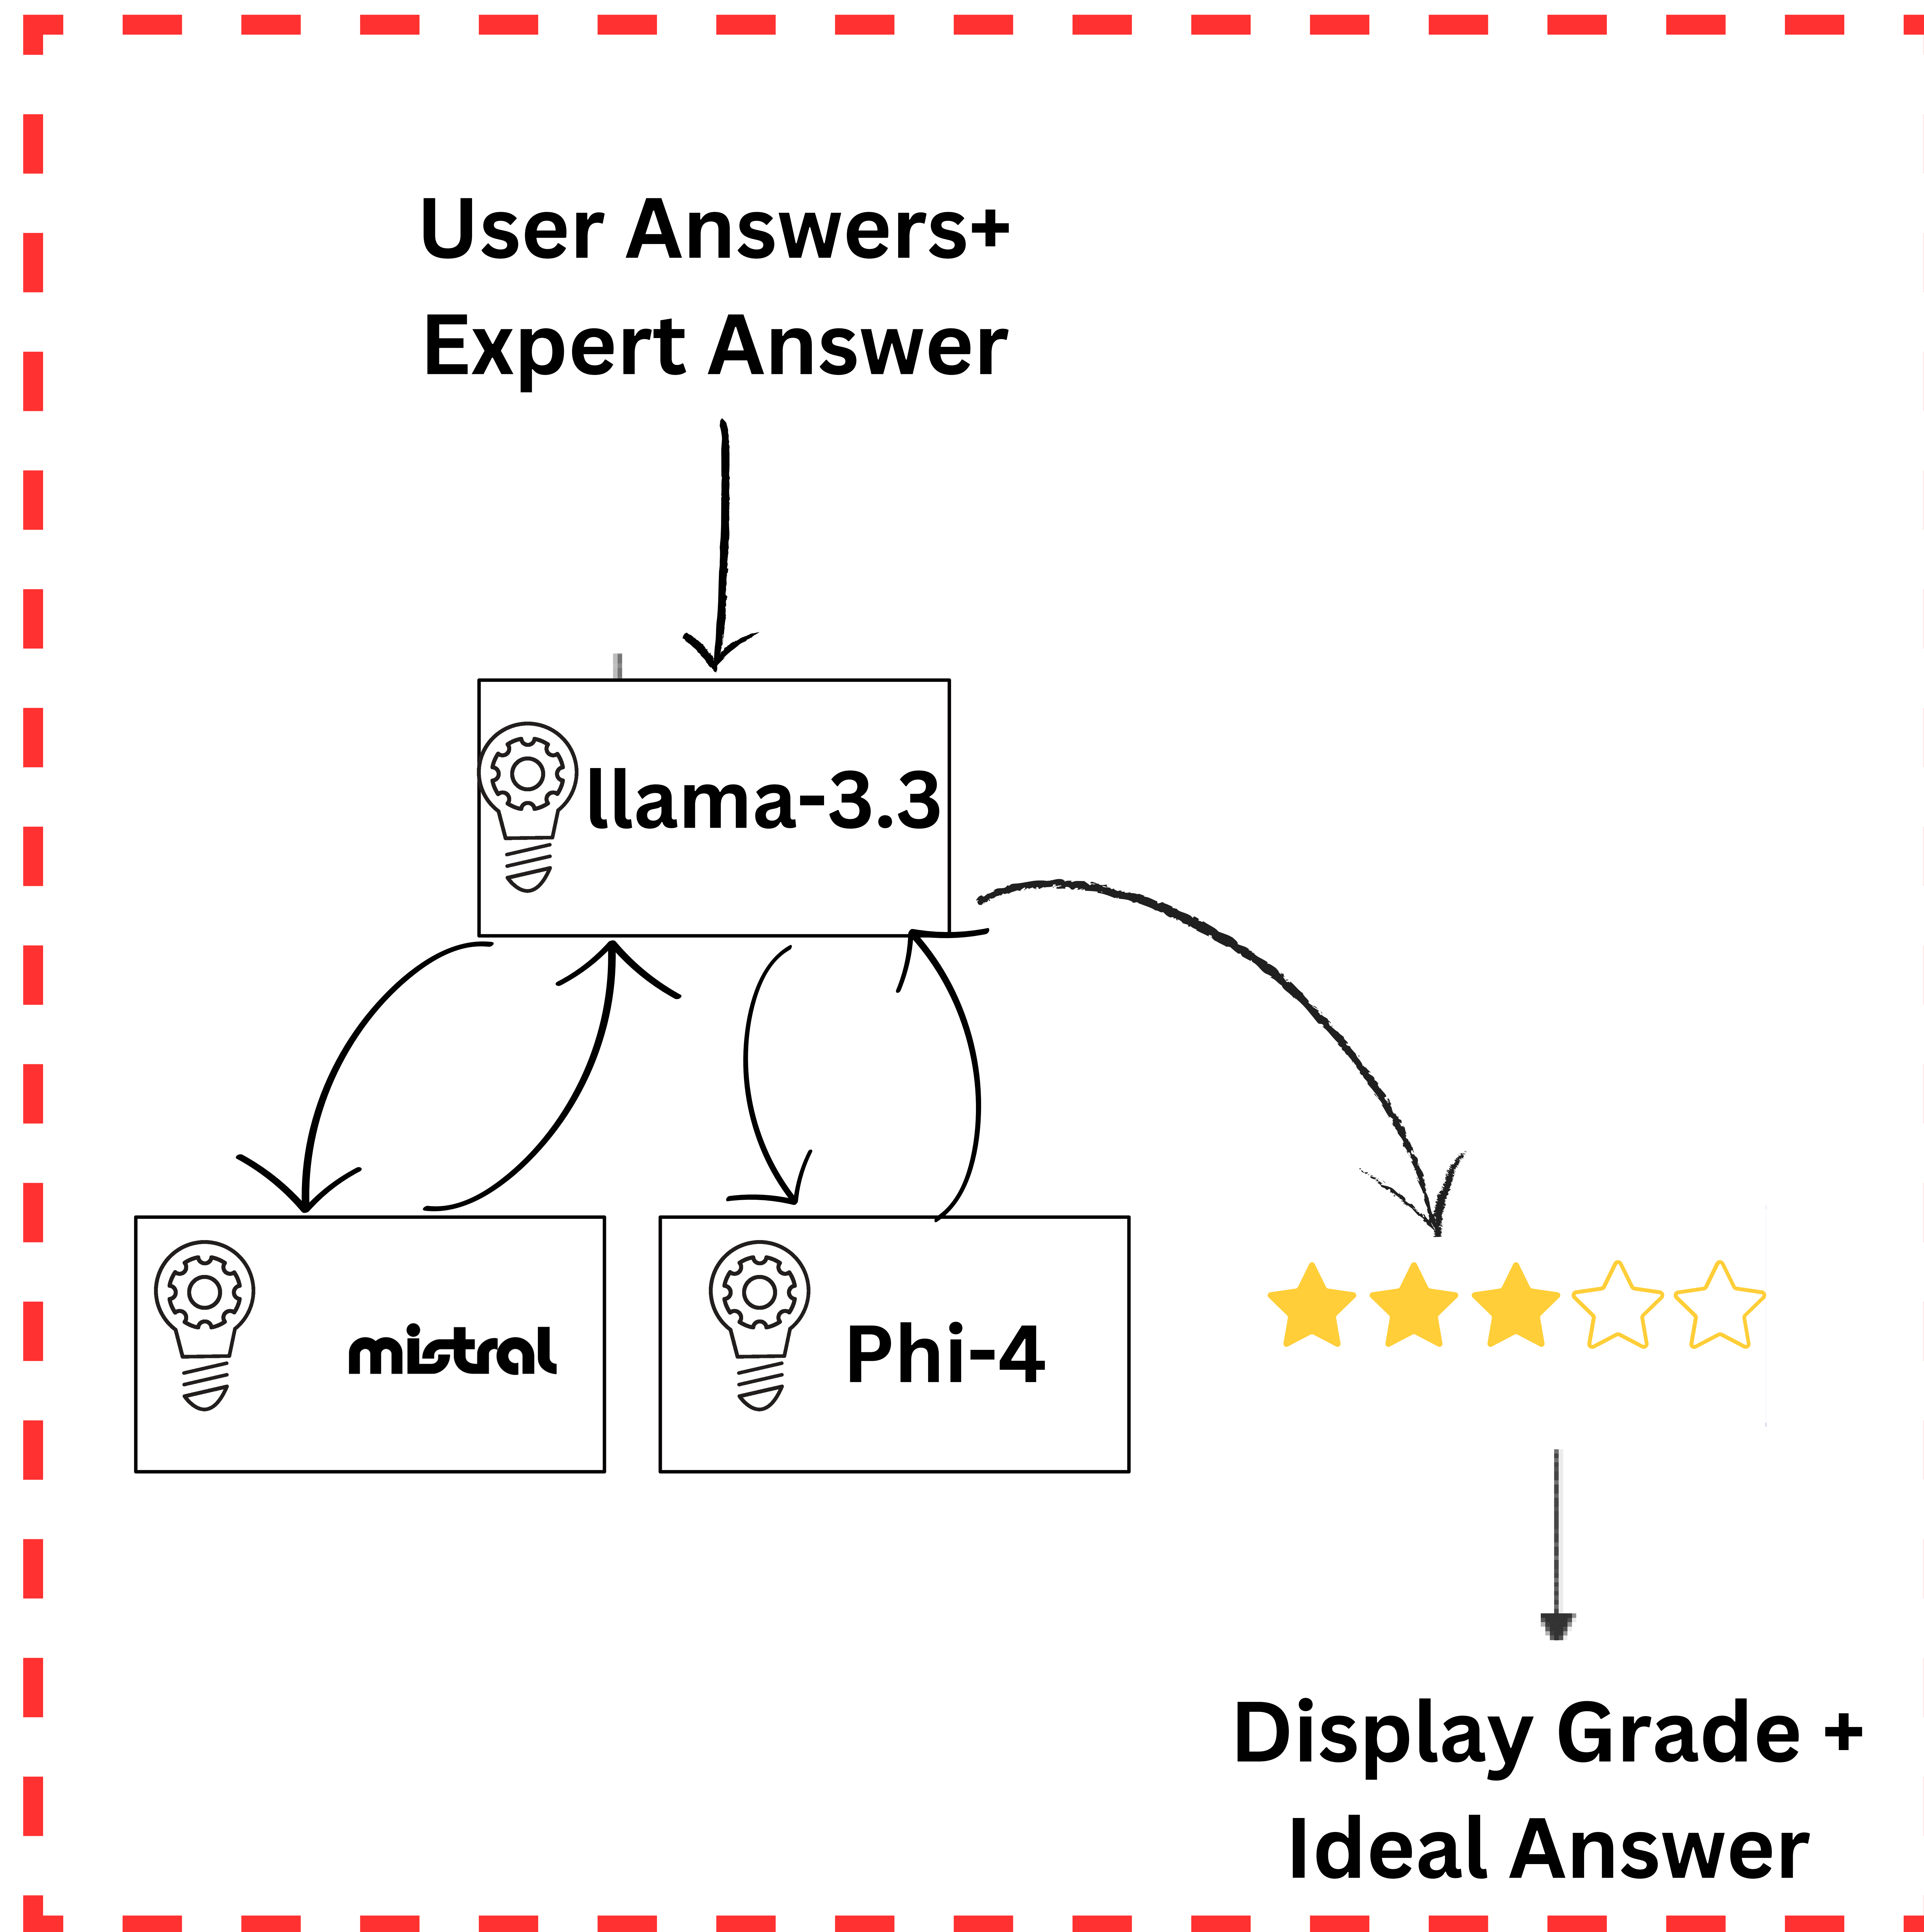 User Answers+
Expert Answer
llama-3.3
mistral
Phi-4
Display Grade +
Ideal Answer